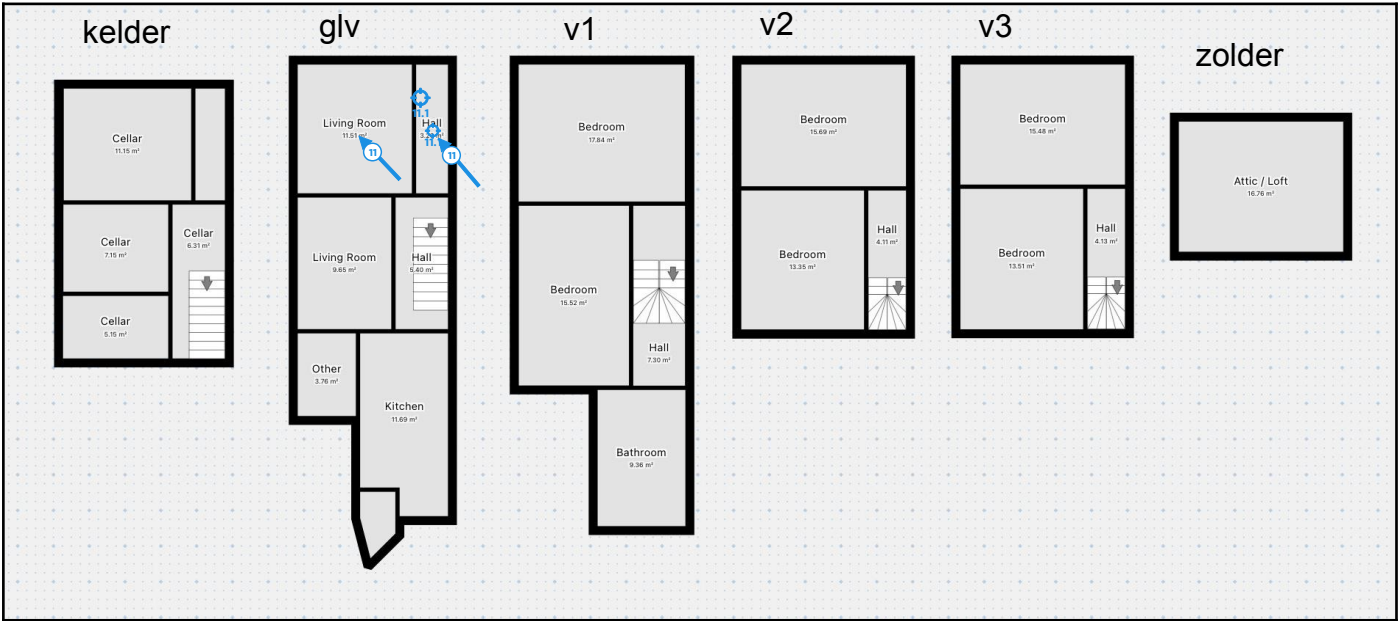 kelder
glv
v1
v2
v3
zolder
Cellar
11.15 m²
Cellar
7.15 m²
Cellar
6.31 m²
Cellar
5.15 m²
Living Room
11.51 m²
11
11.1
Hall
11
Living Room
9.65 m²
Hall
5.40 m²
Other
3.76 m²
Kitchen
11.69 m²
Bedroom
17.84 m²
Bedroom
15.52 m²
Hall
7.30 m²
Bathroom
9.36 m²
Bedroom
15.69 m²
Bedroom
13.35 m²
Hall
4.11 m²
Bedroom
15.48 m²
Bedroom
13.51 m²
Hall
4.13 m²
Attic / Loft
16.76 m²